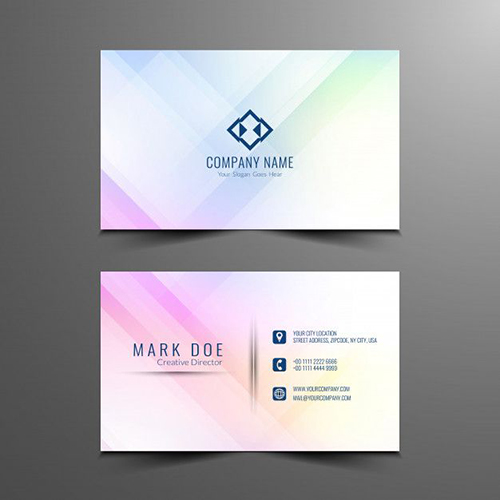 COMPANY NAME
Your Slogan Goes Hear
MARK DOE
Creative Director
YOUR CITY LOCATION
STREET ADDRESS, ZIPCODE, NY CITY, USA
+00 1111 2222 6666
+00 1111 4444 9999
WWW.YOURCOMPANY.COM
MAIL@YOURCOMPANY.COM